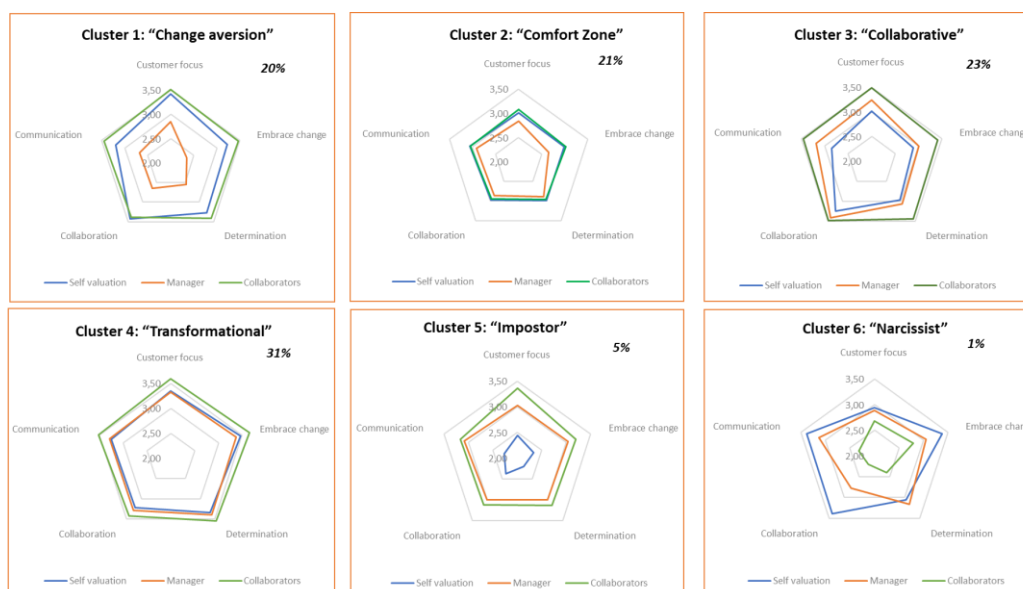 Cluster 1: “Change aversion”
20%
Customer focus
3,50
3,00
2,50
2,00
Communication
Embrace change
Collaboration
Determination
Self valuation
Manager
Collaborators
Cluster 2: “Comfort Zone”
21%
Customer focus
3,50
3,00
2,50
2,00
Communication
Embrace change
Collaboration
Determination
Self valuation
Manager
Collaborators
Cluster 3: “Collaborative”
23%
Customer focus
3,50
3,00
2,50
2,00
Communication
Embrace change
Collaboration
Determination
Self valuation
Manager
Collaborators
Cluster 4: “Transformational”
31%
Customer focus
3,50
3,00
2,50
2,00
Communication
Embrace change
Collaboration
Determination
Self valuation
Manager
Collaborators
Cluster 5: “Impostor”
5%
Customer focus
3,50
3,00
2,50
2,00
Communication
Embrace change
Collaboration
Determination
Self valuation
Manager
Collaborators
Cluster 6: “Narcissist”
1%
Customer focus
3,50
3,00
2,50
2,00
Communication
Embrace change
Collaboration
Determination
Self valuation
Manager
Collaborators